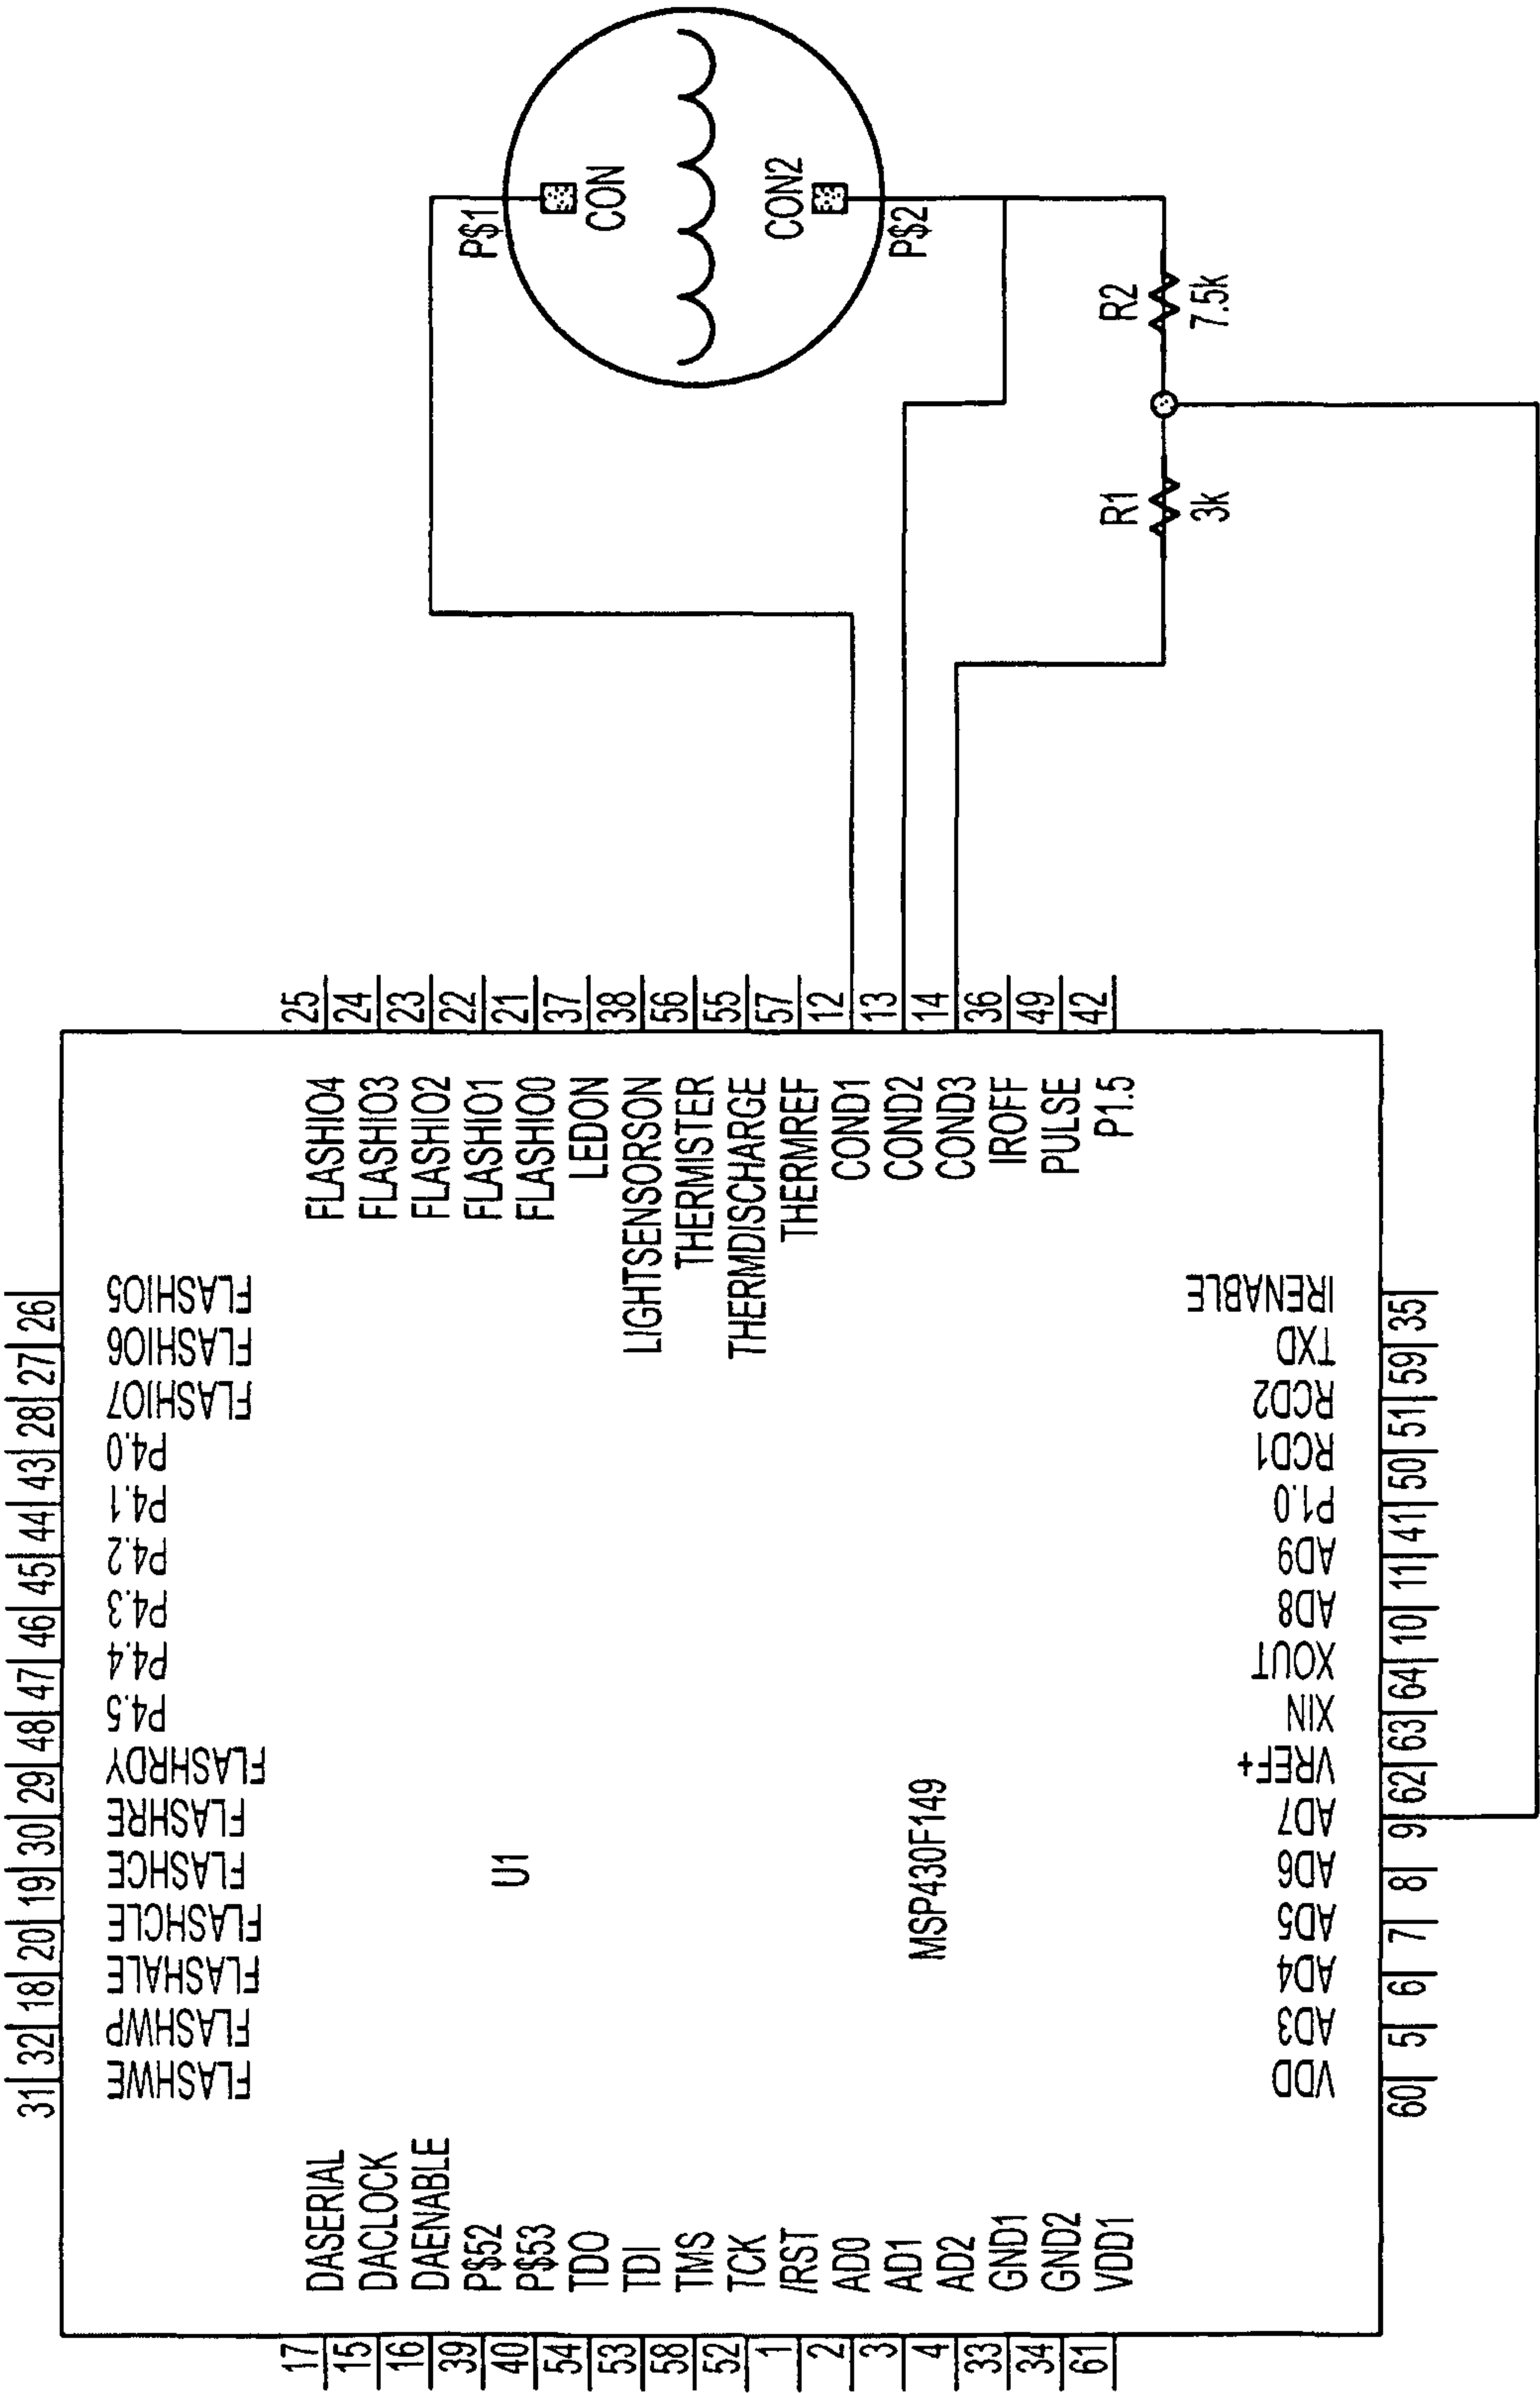 P$1
CON
CON2
P$2
R2
7.5k
R1
3k
25 FLASHIO4
24 FLASHIO3
23 FLASHIO2
22 FLASHIO1
21 FLASHIO0
37 LEDON
38 LIGHTSENSORSON
56 THERMISTER
55 THERMDISCHARGE
57 THERMREF
12 COND1
13 COND2
14 COND3
36 IROFF
49 PULSE
42 P1.5
26 FLASHIO5
27 FLASHIO6
28 FLASHIO7
43 P4.0
44 P4.1
45 P4.2
46 P4.3
47 P4.4
48 P4.5
29 FLASHRDY
30 FLASHRE
19 FLASHCE
20 FLASHCLE
18 FLASHALE
32 FLASHWP
31 FLASHWE
U1
MSP430F149
IRENABLE 35
TXD 59
RCD2 51
RCD1 50
P1.0 41
AD9 11
AD8 10
XOUT 64
XIN 63
VREF+ 62
AD7 9
AD6 8
AD5 7
AD4 6
AD3 5
VDD 60
DASERIAL 17
DACLOCK 15
DAENABLE 16
P$52 39
P$53 40
TDO 54
TDI 53
TMS 58
TCK 52
/RST 1
AD0 2
AD1 3
AD2 4
GND1 33
GND2 34
VDD1 61